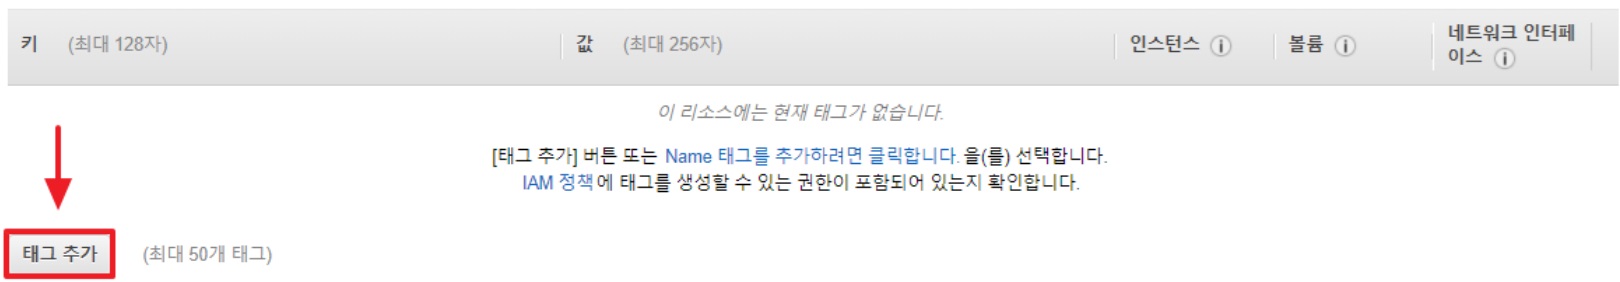 키 (최대 128자) 값 (최대 256자) 인스턴스 볼륨 네트워크 인터페
이스
이 리소스에는 현재 태그가 없습니다.
[태그 추가] 버튼 또는 Name 태그를 추가하려면 클릭합니다. 을(를) 선택합니다.
IAM 정책에 태그를 생성할 수 있는 권한이 포함되어 있는지 확인합니다.
태그 추가 (최대 50개 태그)